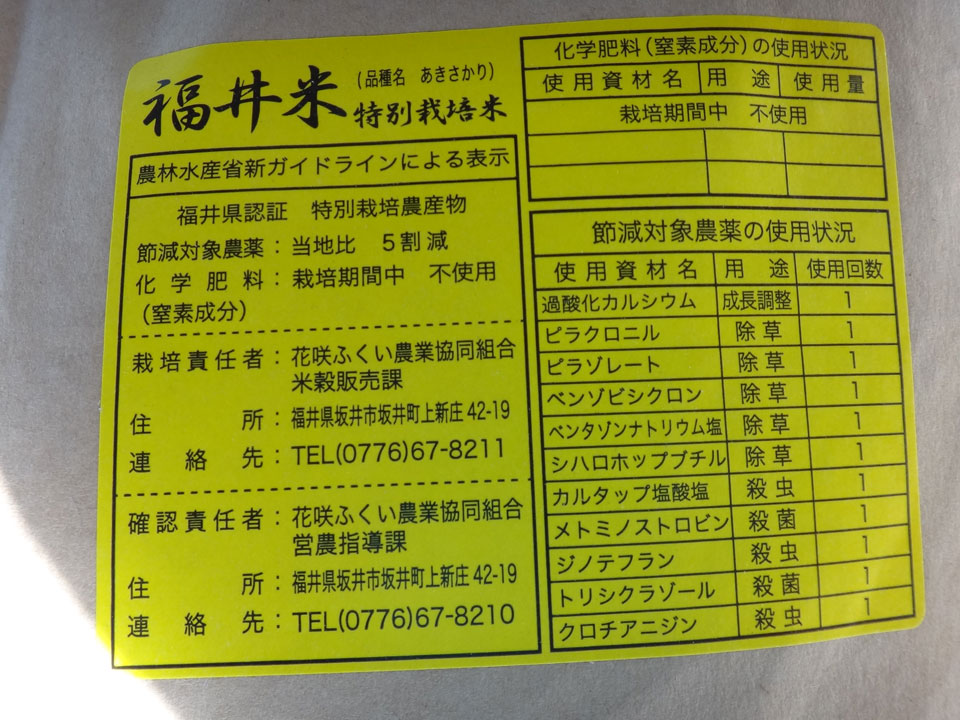 福井米
(品種名 あきさかり)
特別栽培米
農林水産省新ガイドラインによる表示
福井県認証 特別栽培農産物
節減対象農薬：当地比 5割減
化学肥料：栽培期間中 不使用
（窒素成分）
栽培責任者：花咲ふくい農業協同組合
米穀販売課
住所：福井県坂井市坂井町上新庄 42-19
連絡先：TEL(0776)67-8211
確認責任者：花咲ふくい農業協同組合
営農指導課
住所：福井県坂井市坂井町上新庄 42-19
連絡先：TEL(0776)67-8210
化学肥料（窒素成分）の使用状況
使用資材名 用途 使用量
栽培期間中 不使用
節減対象農薬の使用状況
使用資材名 用途 使用回数
過酸化カルシウム 成長調整 1
ピラクロニル 除草 1
ピラゾレート 除草 1
ベンゾビシクロン 除草 1
ベンタゾンナトリウム塩 除草 1
シハロホップブチル 除草 1
カルタップ塩酸塩 殺虫 1
メトミノストロビン 殺菌 1
ジノテフラン 殺虫 1
トリシクラゾール 殺菌 1
クロチアニジン 殺虫 1